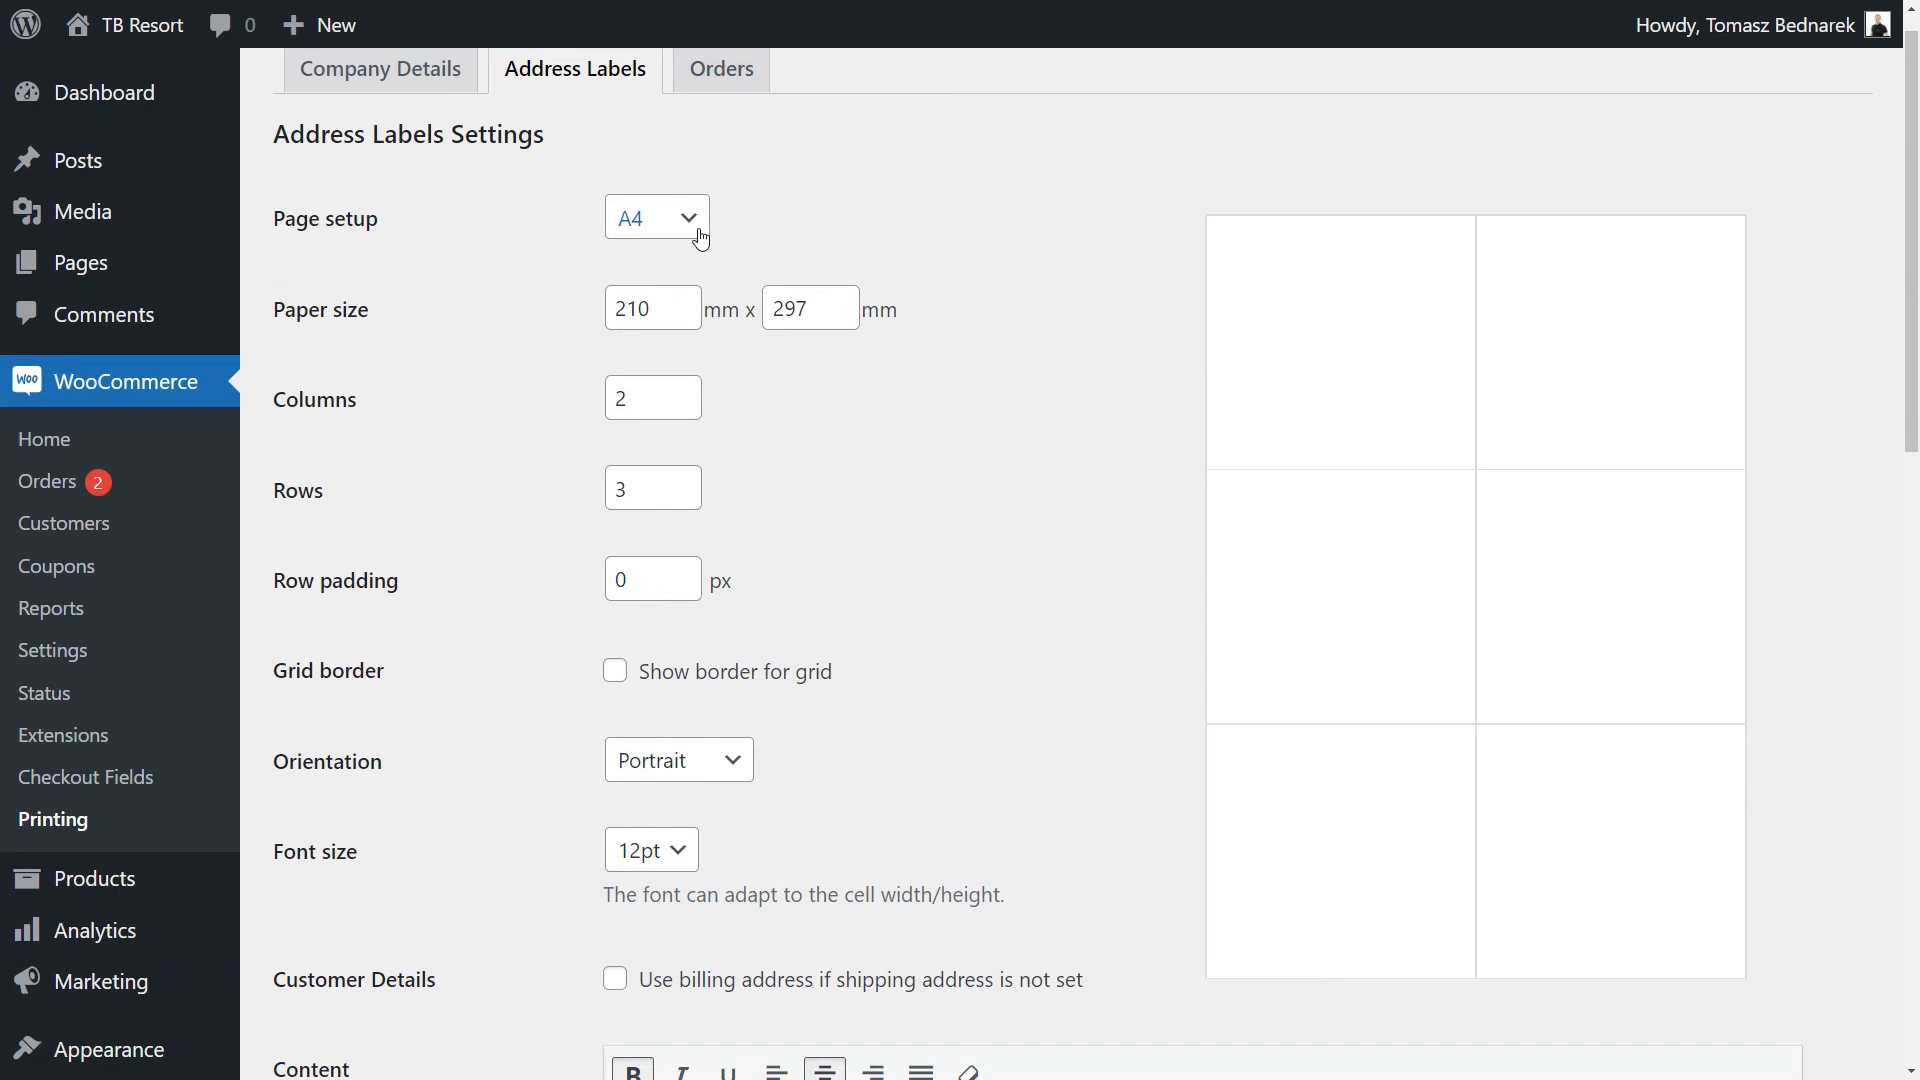 TB Resort 0 New Howdy, Tomasz Bednarek
Dashboard
Posts
Media
Pages
Comments
Woo WooCommerce
Home
Orders 2
Customers
Coupons
Reports
Settings
Status
Extensions
Checkout Fields
Printing
Products
Analytics
Marketing
Appearance
Company Details Address Labels Orders
Address Labels Settings
Page setup A4
Paper size 210 mm x 297 mm
Columns 2
Rows 3
Row padding 0 px
Grid border Show border for grid
Orientation Portrait
Font size 12pt
The font can adapt to the cell width/height.
Customer Details Use billing address if shipping address is not set
Content B I U